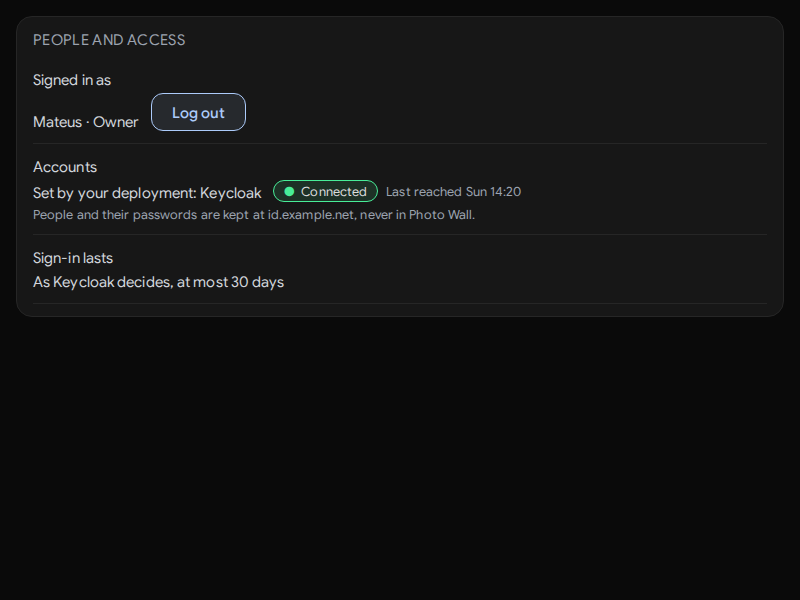 PEOPLE AND ACCESS
Signed in as
Mateus · Owner Log out
Accounts
Set by your deployment: Keycloak Connected Last reached Sun 14:20
People and their passwords are kept at id.example.net, never in Photo Wall.
Sign-in lasts
As Keycloak decides, at most 30 days